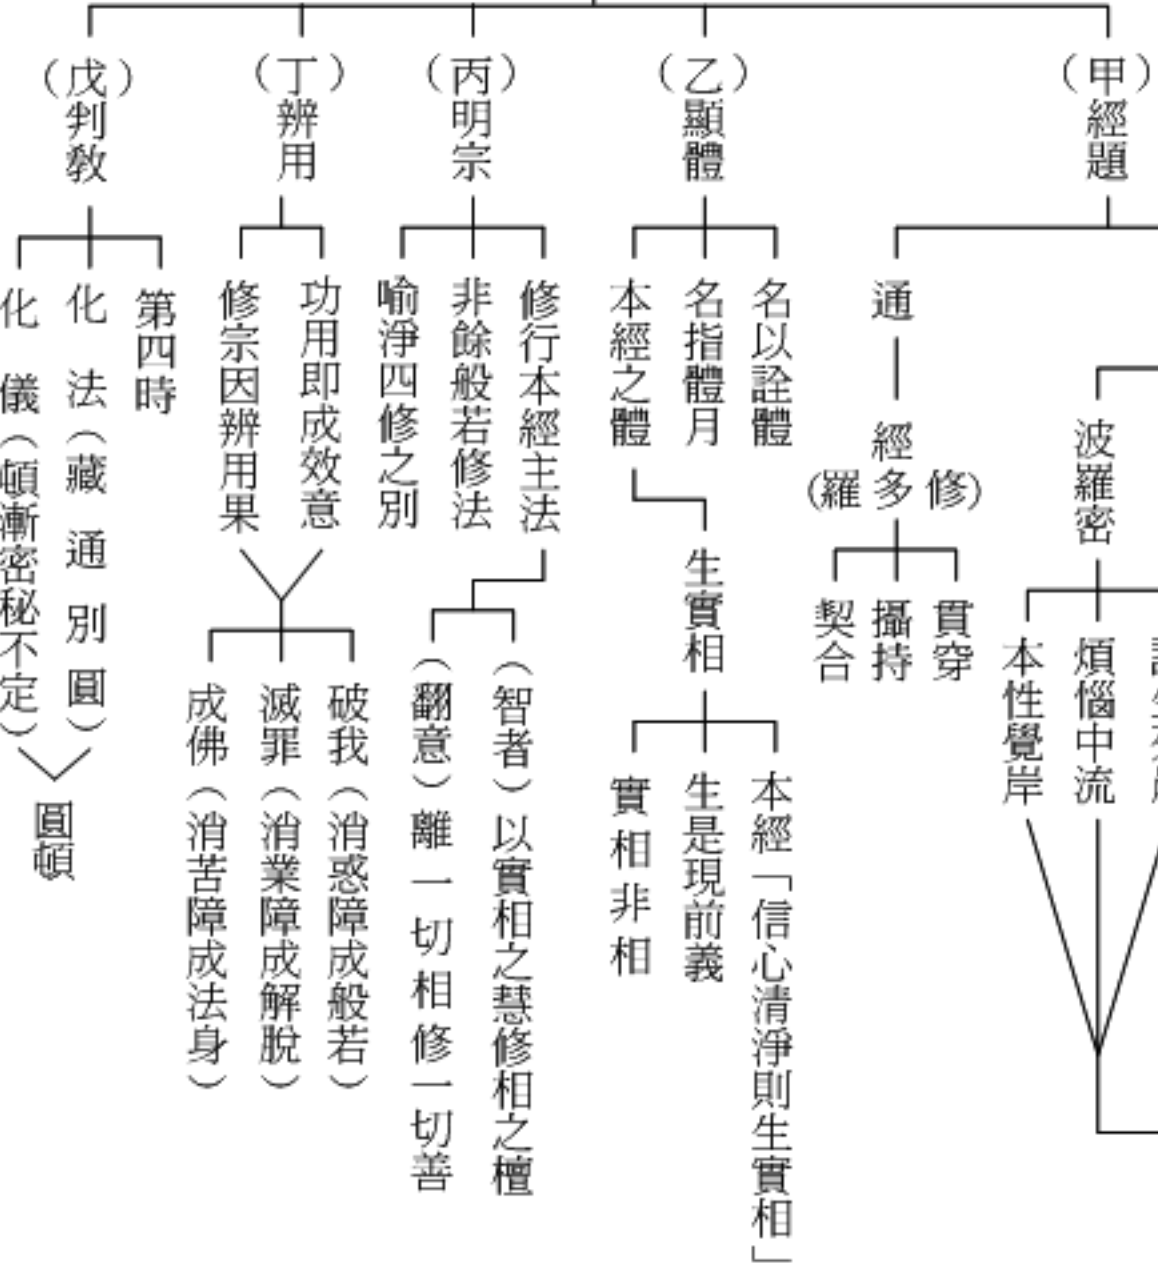 （甲）經題
通
經
（修多羅）
貫穿
攝持
契合
波羅密
煩惱中流
本性覺岸
（乙）顯體
名以詮體
名指體月
本經之體
生實相
本經「信心清淨則生實相」
生是現前義
實相非相
（丙）明宗
修行本經主法
非餘般若修法
喻淨四修之別
（智者）以實相之慧修相之檀
（翻意）離一切相修一切善
（丁）辨用
功用即成效意
修宗因辨用果
破我（消惑障成般若）
滅罪（消業障成解脫）
成佛（消苦障成法身）
（戊）判教
第四時
化法（藏通別圓）
化儀（頓漸密秘不定）
圓頓